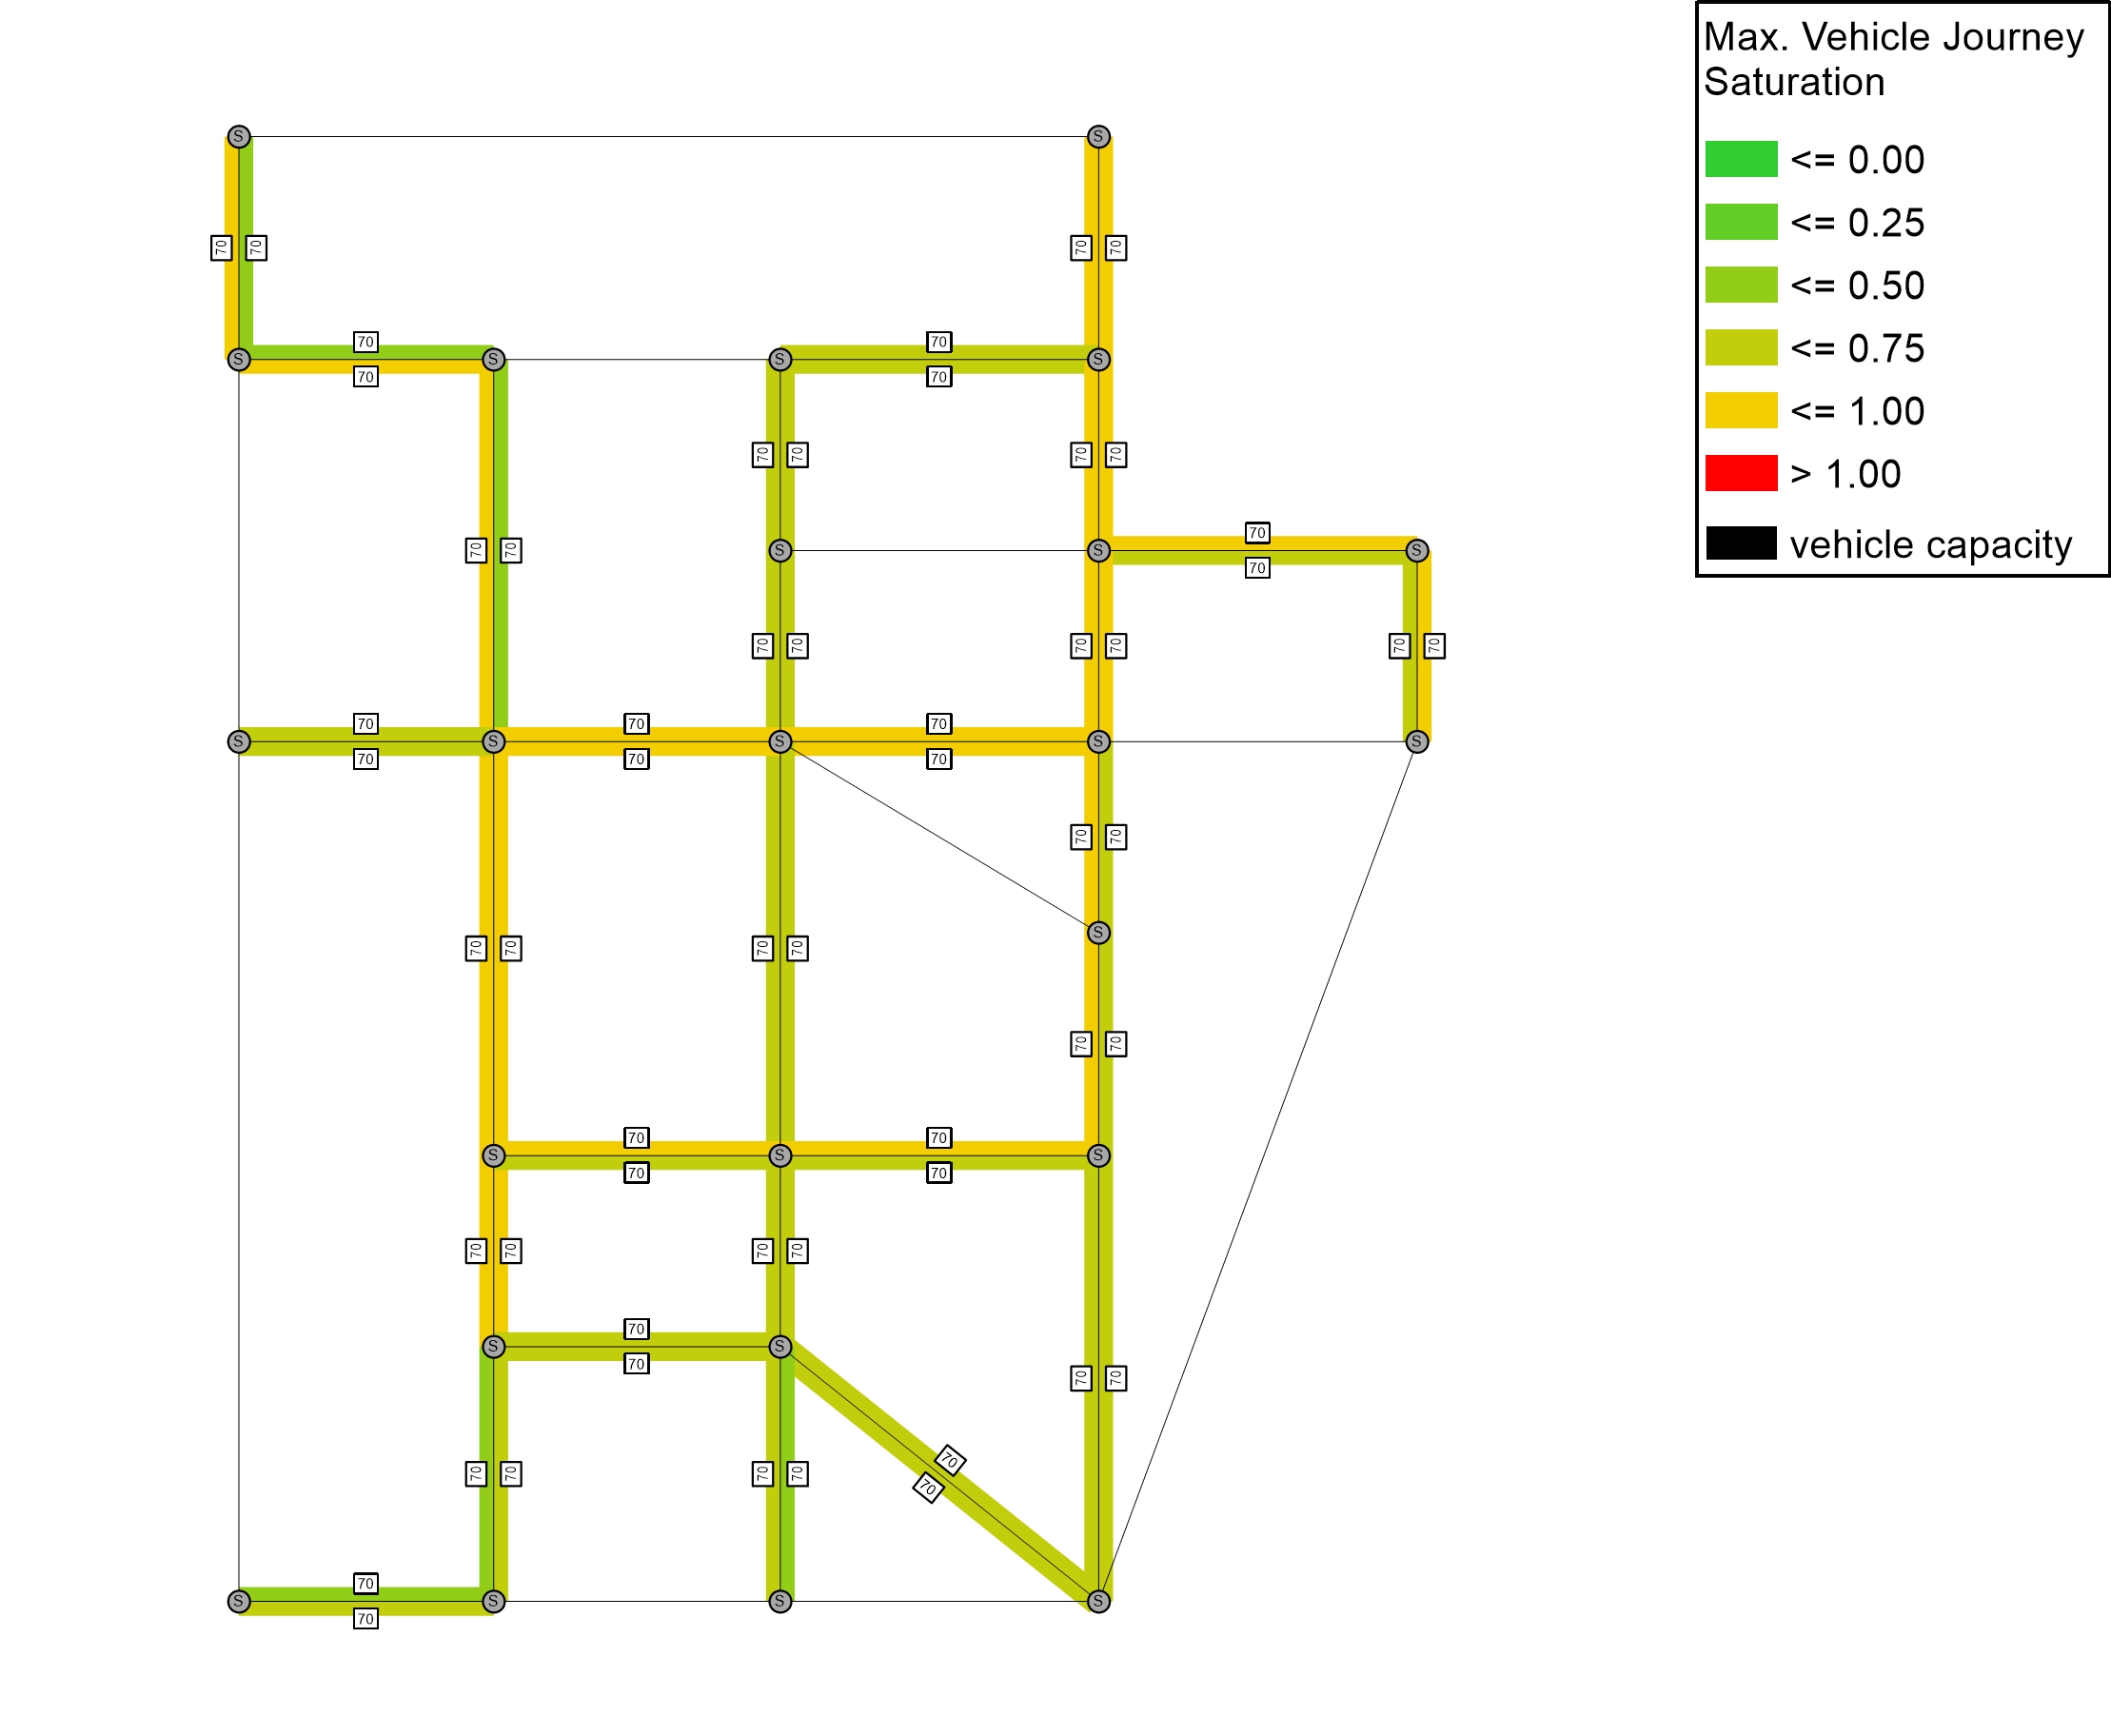 Max. Vehicle Journey
Saturation
<= 0.00
<= 0.25
<= 0.50
<= 0.75
<= 1.00
> 1.00
vehicle capacity
S S
70 70 70 70
70 70
S S S S
70 70
70 70 70 70
70
70 70 S S S
70
70 70 70 70 70 70
70 70 70
S S S S S
70 70 70
70 70
S
70 70 70 70
70 70
70 70
S S S
70 70
70 70 70 70
70
S S
70
70 70
70
70 70 70 70
70
70
S S S S
70